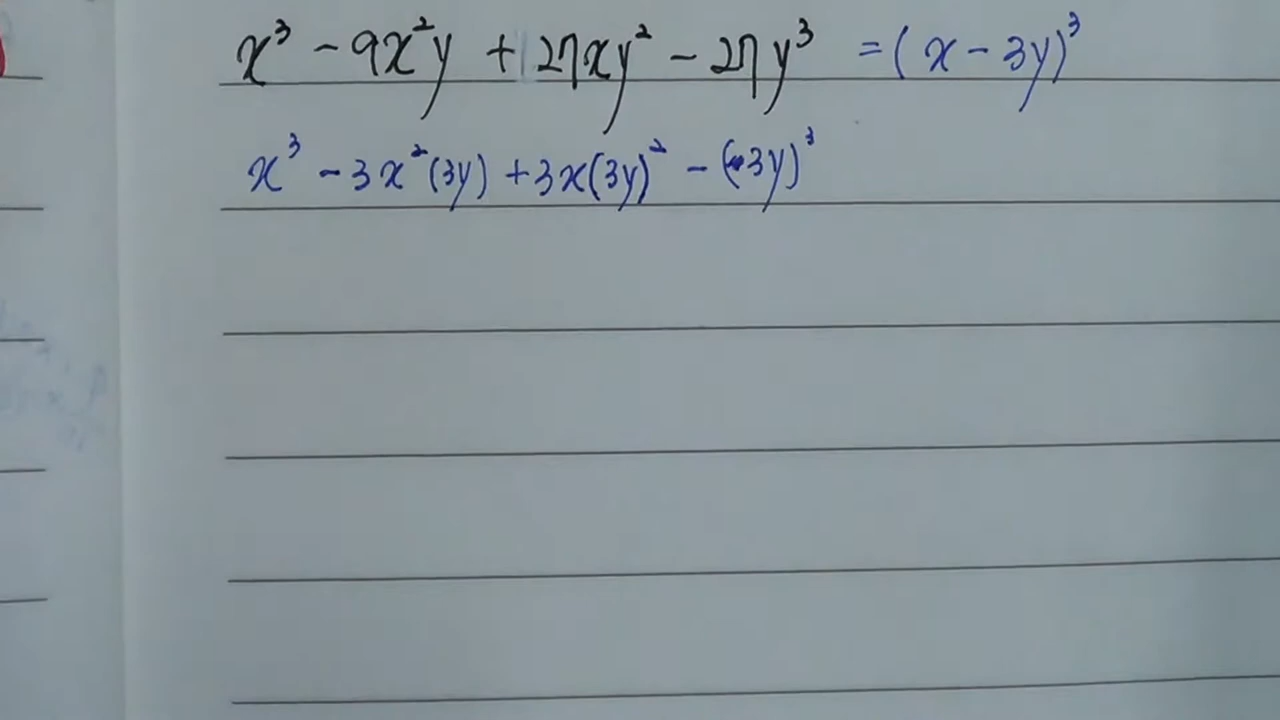 x³ - 9x²y + 27xy² - 27y³ = (x - 3y)³
x³ - 3x²(3y) + 3x(3y)² - (3y)³